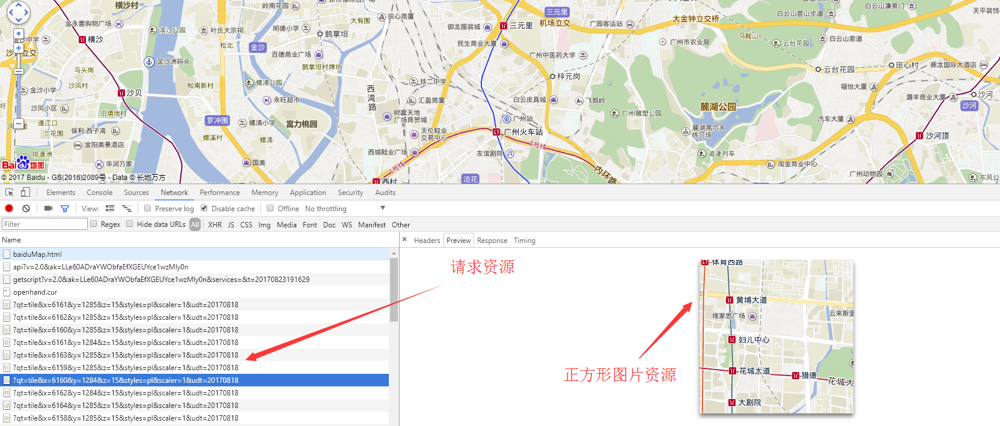 横沙村
岭南花园
田心商厦
三元里
机场立交
白云山濂泉门
天平装饰
金永喜购物广场
滨江公园
叶氏大宗祠
明德小学
鹅掌坦
大有围
御龙服装城
三元里
广园客运站
大金钟立交桥
白云山登山步道
金沙中学
横沙
松北
金沙
民生商业大厦
广州市农业局
马鞍山
云台花园
白云山索道
金沙洲码头
百德商业广场
鹅掌坦村牌坊
广州中医药大学
田心村
鼎龙国际大酒店
马头岗
松南新村
螺涌公园
铁二中学
梓元岗
云台花园
沙凤村
金沙小学
沙贝
永旺超市
西湾路
汇盈商厦
白云皮具城
飞鹅岭
福怡大厦
灏丰商业大厦
沙河
沙凤小区
旧填地村
罗冲围
螺涌小学
富力桃园
财富天地
广场商贸城
广州站
广州雕塑公园
麓湖公园
汽车大厦
沙河
逢江口
兰花围
保利·西子湾
螺溪村
螺涌
天伦鞋业
交易中心
广州火车站
麓湖高尔夫
练习场
沙河顶
金阳美景酒店
排逢洲
西城鞋业广场
友谊剧院
5号线
追逐列车
Bai du 地图
华润万家
国美
5号线
内环路
淘金商业中心
© 2017 Baidu - GS(2016)2089号 - Data © 长地万方
西村
流花
广州动物园
东风公
Elements Console Sources Network Performance Memory Application Security Audits
View: Preserve log Disable cache Offline No throttling
Filter Regex Hide data URLs All XHR JS CSS Img Media Font Doc WS Manifest Other
Name
Headers Preview Response Timing
baiduMap.html
api?v=2.0&ak=LLe60ADraYWObfaEfXGEUYce1wzMly0n
getscript?v=2.0&ak=LLe60ADraYWObfaEfXGEUYce1wzMly0n&services=&t=20170823191629
openhand.cur
?qt=tile&x=6161&y=1285&z=15&styles=pl&scaler=1&udt=20170818
?qt=tile&x=6162&y=1285&z=15&styles=pl&scaler=1&udt=20170818
?qt=tile&x=6160&y=1285&z=15&styles=pl&scaler=1&udt=20170818
?qt=tile&x=6161&y=1284&z=15&styles=pl&scaler=1&udt=20170818
?qt=tile&x=6163&y=1285&z=15&styles=pl&scaler=1&udt=20170818
?qt=tile&x=6159&y=1285&z=15&styles=pl&scaler=1&udt=20170818
?qt=tile&x=6160&y=1284&z=15&styles=pl&scaler=1&udt=20170818
?qt=tile&x=6162&y=1284&z=15&styles=pl&scaler=1&udt=20170818
?qt=tile&x=6164&y=1285&z=15&styles=pl&scaler=1&udt=20170818
?qt=tile&x=6158&y=1285&z=15&styles=pl&scaler=1&udt=20170818
请求资源
正方形图片资源
体育西路
黄埔大道
维家思广场
云来斯堡
妇儿中心
花城大道
猎德
花城大
大剧院